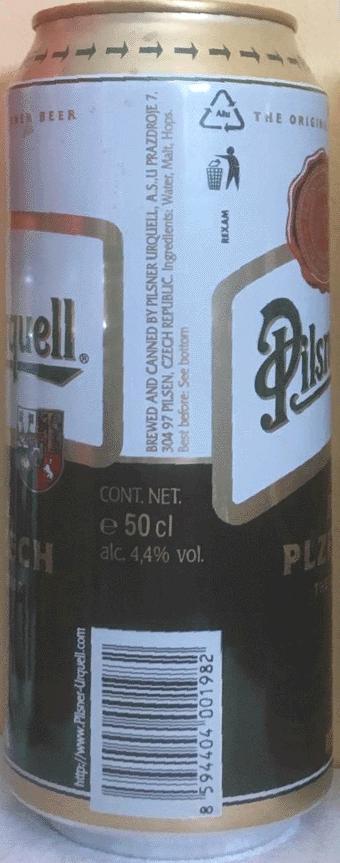 BEER
THE ORIGIN
Alu
REXAM
BREWED AND CANNED BY PILSNER URQUELL, A.S.,U PRAZDROJE 7,
304 97 PILSEN, CZECH REPUBLIC. Ingredients: Water, Malt, Hops.
Best before: See bottom
quell®
Pilsn
CONT. NET.
e 50 cl
alc. 4,4% vol.
CH
PLZ
http://www.Pilsner-Urquell.com
8 594404 001982